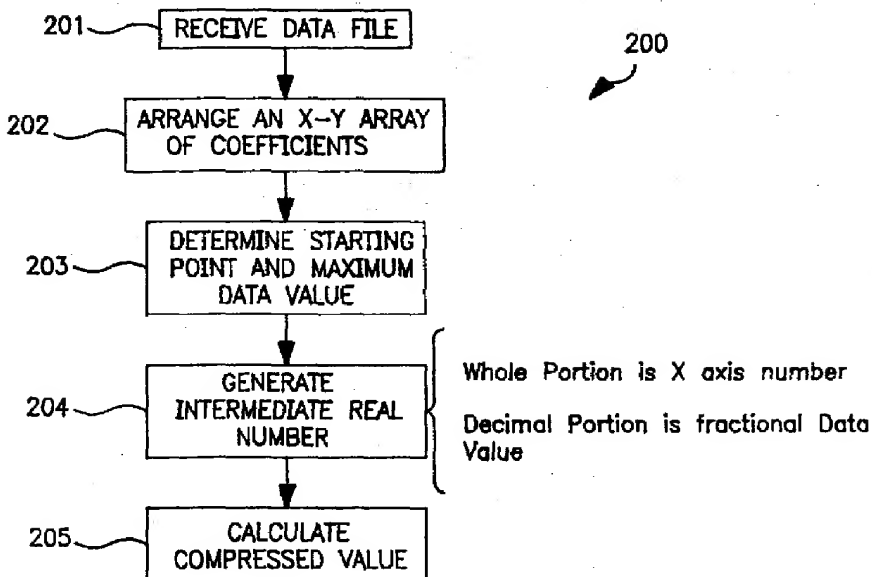 201
RECEIVE DATA FILE
200
202
ARRANGE AN X-Y ARRAY
OF COEFFICIENTS
203
DETERMINE STARTING
POINT AND MAXIMUM
DATA VALUE
204
GENERATE
INTERMEDIATE REAL
NUMBER
Whole Portion is X axis number
Decimal Portion is fractional Data
Value
205
CALCULATE
COMPRESSED VALUE